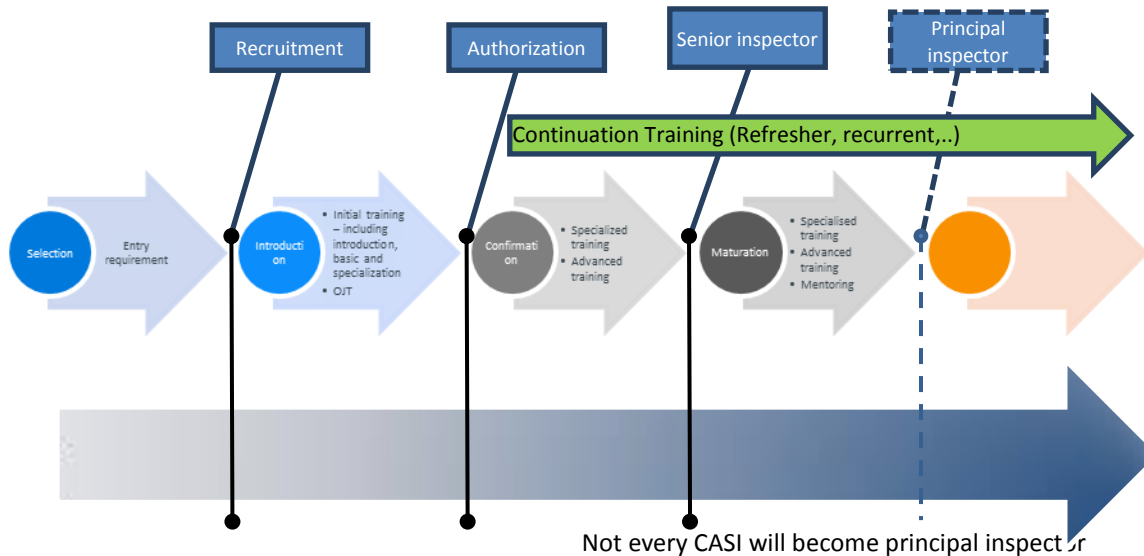 Recruitment
Authorization
Senior inspector
Principal
inspector
Continuation Training (Refresher, recurrent,..)
Selection
Entry
requirement
Introducti
on
▪ Initial training
– including
introduction,
basic and
specialization
▪ OJT
Confirmati
on
▪ Specialized
training
▪ Advanced
training
Maturation
▪ Specialised
training
▪ Advanced
training
▪ Mentoring
Not every CASI will become principal inspector